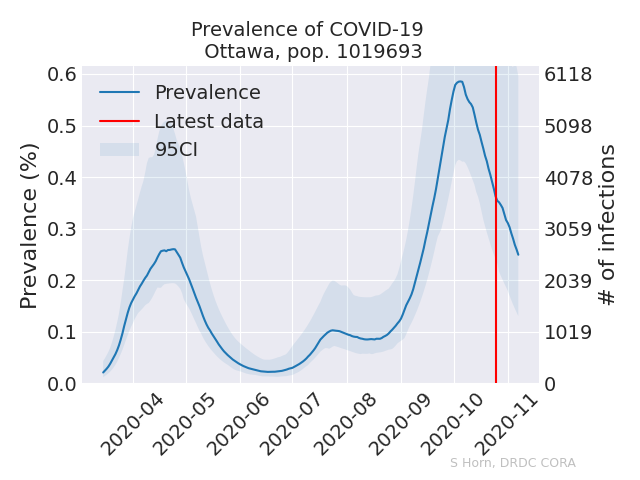 Prevalence of COVID-19
Ottawa, pop. 1019693
Prevalence
Latest data
95CI
Prevalence (%)
0.6
0.5
0.4
0.3
0.2
0.1
0.0
6118
5098
4078
3059
2039
1019
0
# of infections
2020-04
2020-05
2020-06
2020-07
2020-08
2020-09
2020-10
2020-11
S Horn, DRDC CORA